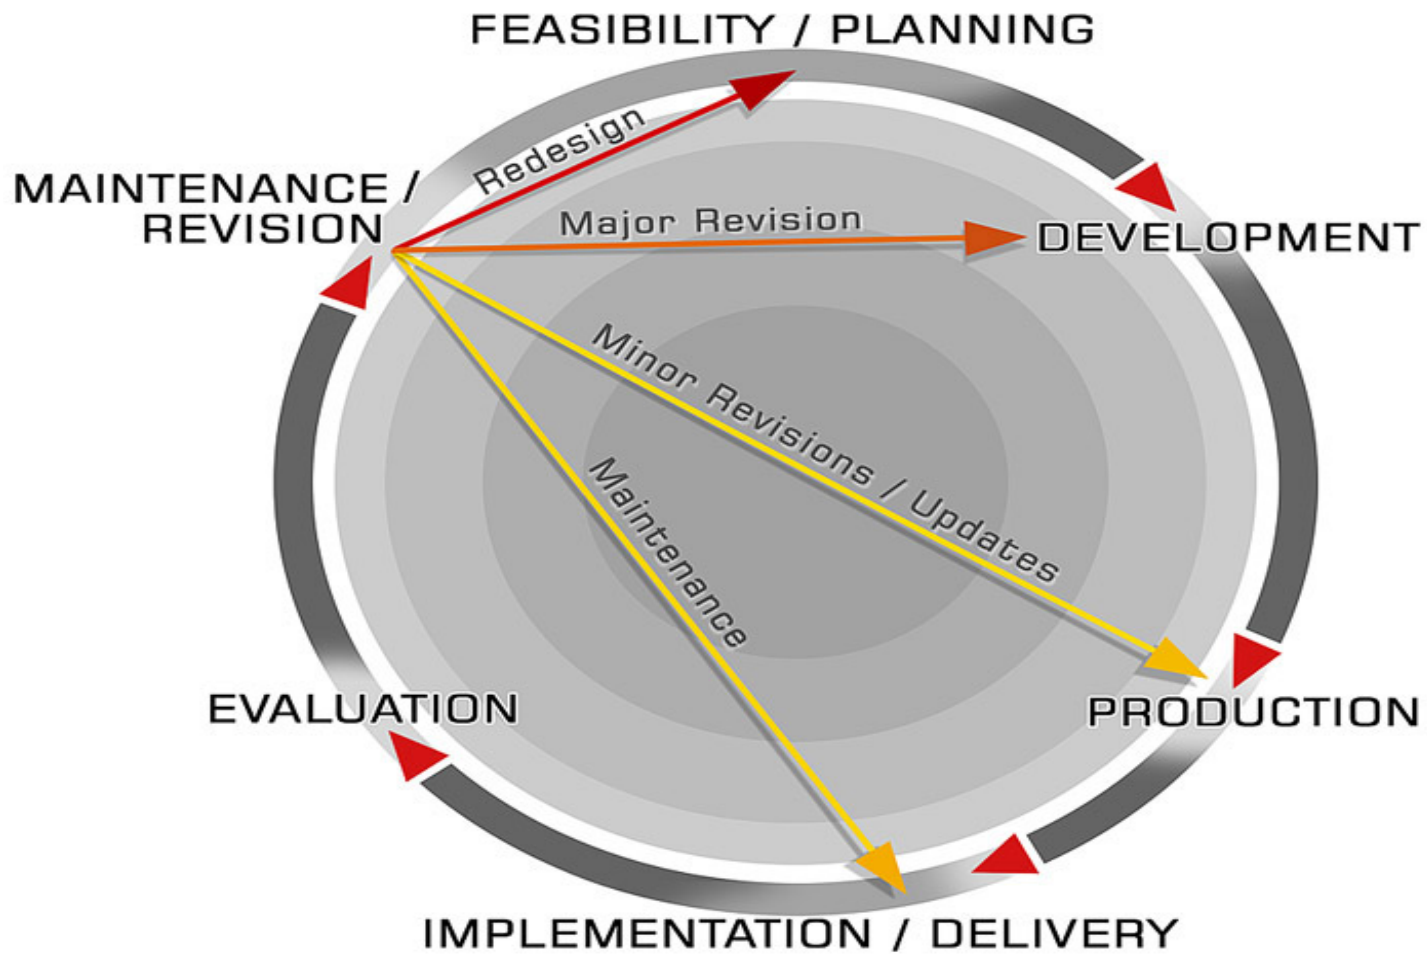 FEASIBILITY / PLANNING
Redesign
MAINTENANCE /
REVISION
Major Revision
DEVELOPMENT
Minor Revisions / Updates
Maintenance
EVALUATION
PRODUCTION
IMPLEMENTATION / DELIVERY